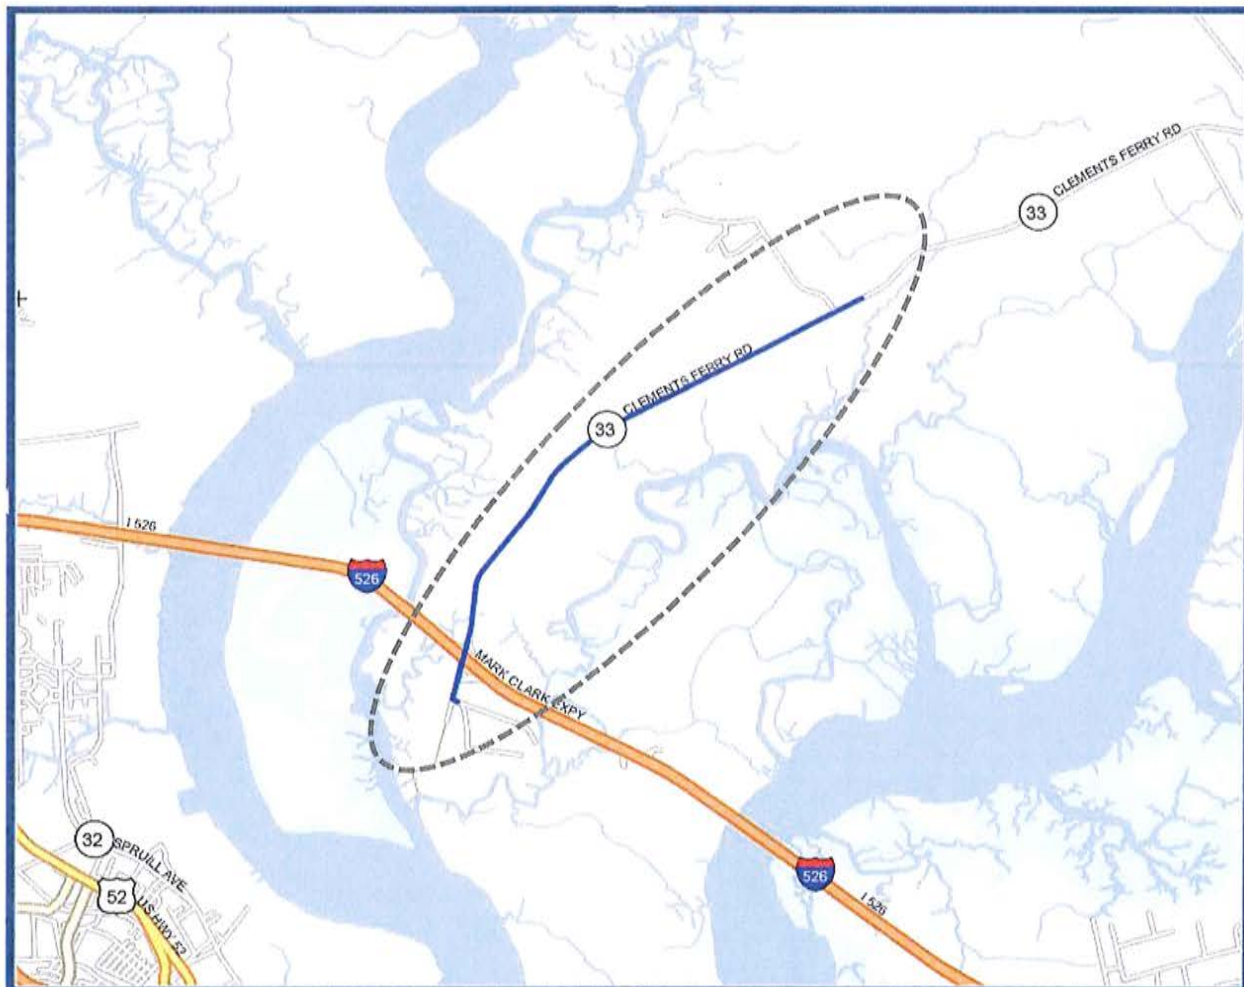 CLEMENTS FERRY RD
33
CLEMENTS FERRY RD
33
I 526
526
MARK CLARK EXPY
32
SPRUILL AVE
52
US HWY 52
526
I 526